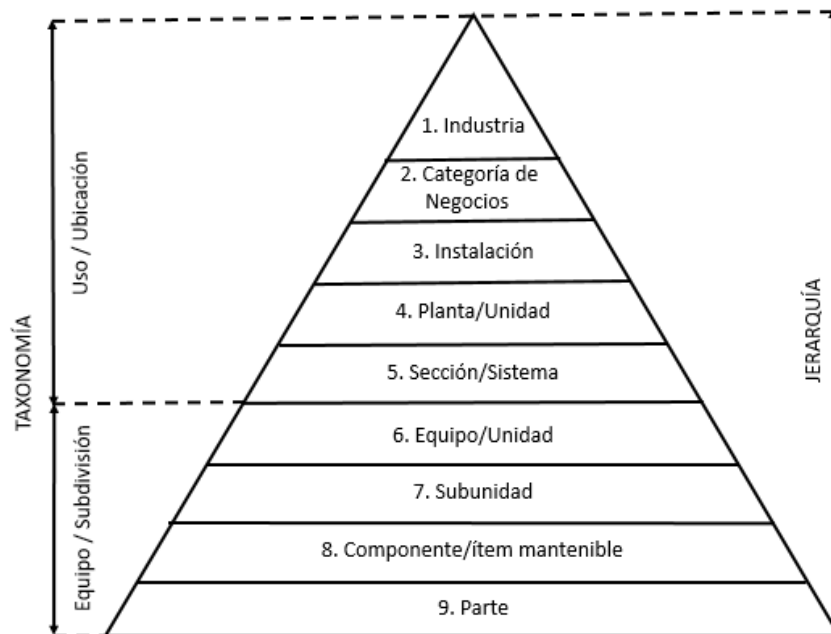 1. Industria
2. Categoría de
Negocios
3. Instalación
4. Planta/Unidad
5. Sección/Sistema
6. Equipo/Unidad
7. Subunidad
8. Componente/ítem mantenible
9. Parte
TAXONOMÍA
Uso / Ubicación
Equipo / Subdivisión
JERARQUÍA